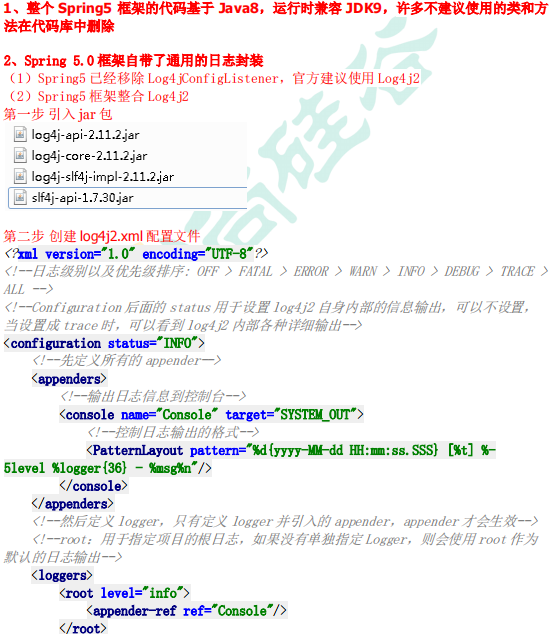 1、整个 Spring5 框架的代码基于 Java8，运行时兼容 JDK9，许多不建议使用的类和方
法在代码库中删除
2、Spring 5.0 框架自带了通用的日志封装
（1）Spring5 已经移除 Log4jConfigListener，官方建议使用 Log4j2
（2）Spring5 框架整合 Log4j2
第一步 引入 jar 包
log4j-api-2.11.2.jar
log4j-core-2.11.2.jar
log4j-slf4j-impl-2.11.2.jar
slf4j-api-1.7.30.jar
第二步 创建 log4j2.xml 配置文件
<?xml version="1.0" encoding="UTF-8"?>
<!--日志级别以及优先级排序: OFF > FATAL > ERROR > WARN > INFO > DEBUG > TRACE >
ALL -->
<!--Configuration 后面的 status 用于设置 log4j2 自身内部的信息输出，可以不设置，
当设置成 trace 时，可以看到 log4j2 内部各种详细输出-->
<configuration status="INFO">
<!--先定义所有的 appender-->
<appenders>
<!--输出日志信息到控制台-->
<console name="Console" target="SYSTEM_OUT">
<!--控制日志输出的格式-->
<PatternLayout pattern="%d{yyyy-MM-dd HH:mm:ss.SSS} [%t] %-
5level %logger{36} - %msg%n"/>
</console>
</appenders>
<!--然后定义 logger，只有定义 logger 并引入的 appender，appender 才会生效-->
<!--root：用于指定项目的根日志，如果没有单独指定 Logger，则会使用 root 作为
默认的日志输出-->
<loggers>
<root level="info">
<appender-ref ref="Console"/>
</root>
尚硅谷